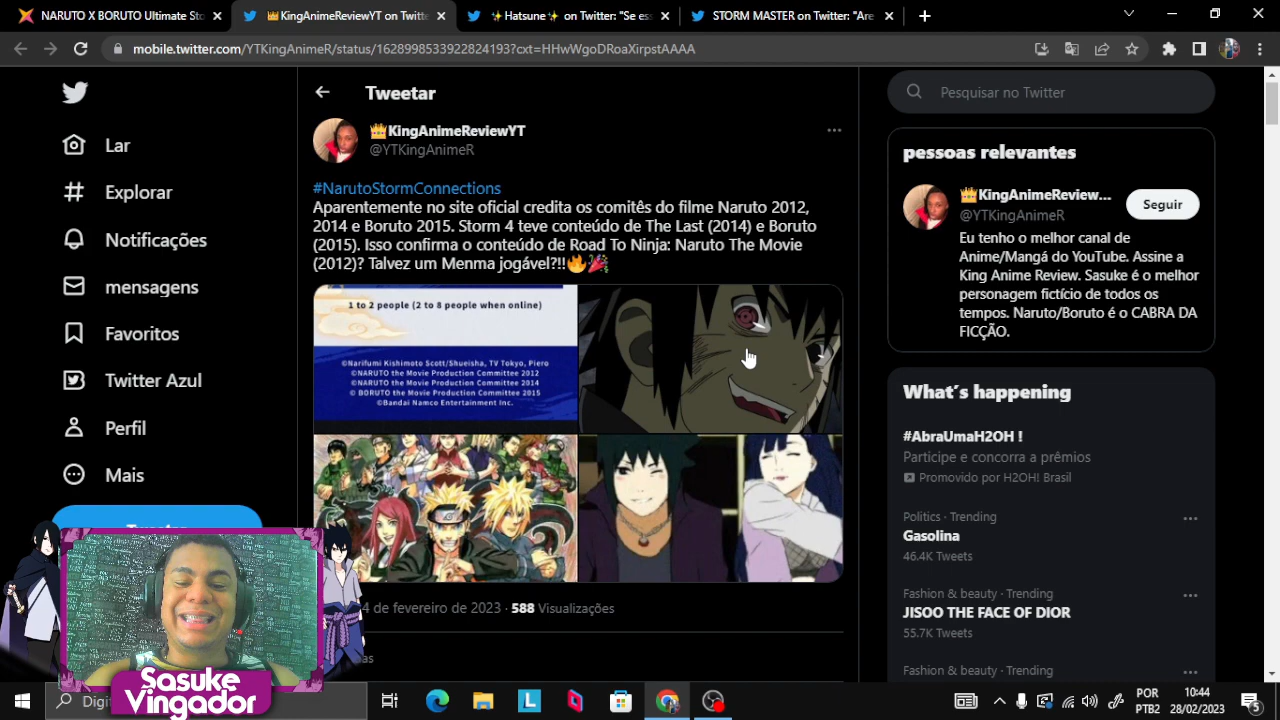 NARUTO X BORUTO Ultimate St
KingAnimeReviewYT on Twitt
✨Hatsune✨ on Twitter: "Se es
STORM MASTER on Twitter: "Are
mobile.twitter.com/YTKingAnimeR/status/1628998533922824193?cxt=HHwWgoDRoaXirpstAAAA
Lar
Explorar
Notificações
mensagens
Favoritos
Twitter Azul
Perfil
Mais
Tweetar
👑KingAnimeReviewYT
@YTKingAnimeR
#NarutoStormConnections
Aparentemente no site oficial credita os comitês do filme Naruto 2012,
2014 e Boruto 2015. Storm 4 teve conteúdo de The Last (2014) e Boruto
(2015). Isso confirma o conteúdo de Road To Ninja: Naruto The Movie
(2012)? Talvez um Menma jogável?!!🔥🎉
1 to 2 people (2 to 8 people when online)
©Narifumi Kishimoto Scott/Shueisha, TV Tokyo, Piero
©NARUTO the Movie Production Committee 2012
©NARUTO the Movie Production Committee 2014
© BORUTO the Movie Production Committee 2015
©Bandai Namco Entertainment Inc.
4 de fevereiro de 2023 · 588 Visualizações
Pesquisar no Twitter
pessoas relevantes
👑KingAnimeReview...
@YTKingAnimeR
Seguir
Eu tenho o melhor canal de
Anime/Mangá do YouTube. Assine a
King Anime Review. Sasuke é o melhor
personagem fictício de todos os
tempos. Naruto/Boruto é o CABRA DA
FICÇÃO.
What's happening
#AbraUmaH2OH !
Participe e concorra a prêmios
Promovido por H2OH! Brasil
Politics · Trending
Gasolina
46.4K Tweets
Fashion & beauty · Trending
JISOO THE FACE OF DIOR
55.7K Tweets
Fashion & beauty · Trending
Sasuke
Vingador
Digi
POR
PTB2
10:44
28/02/2023
5